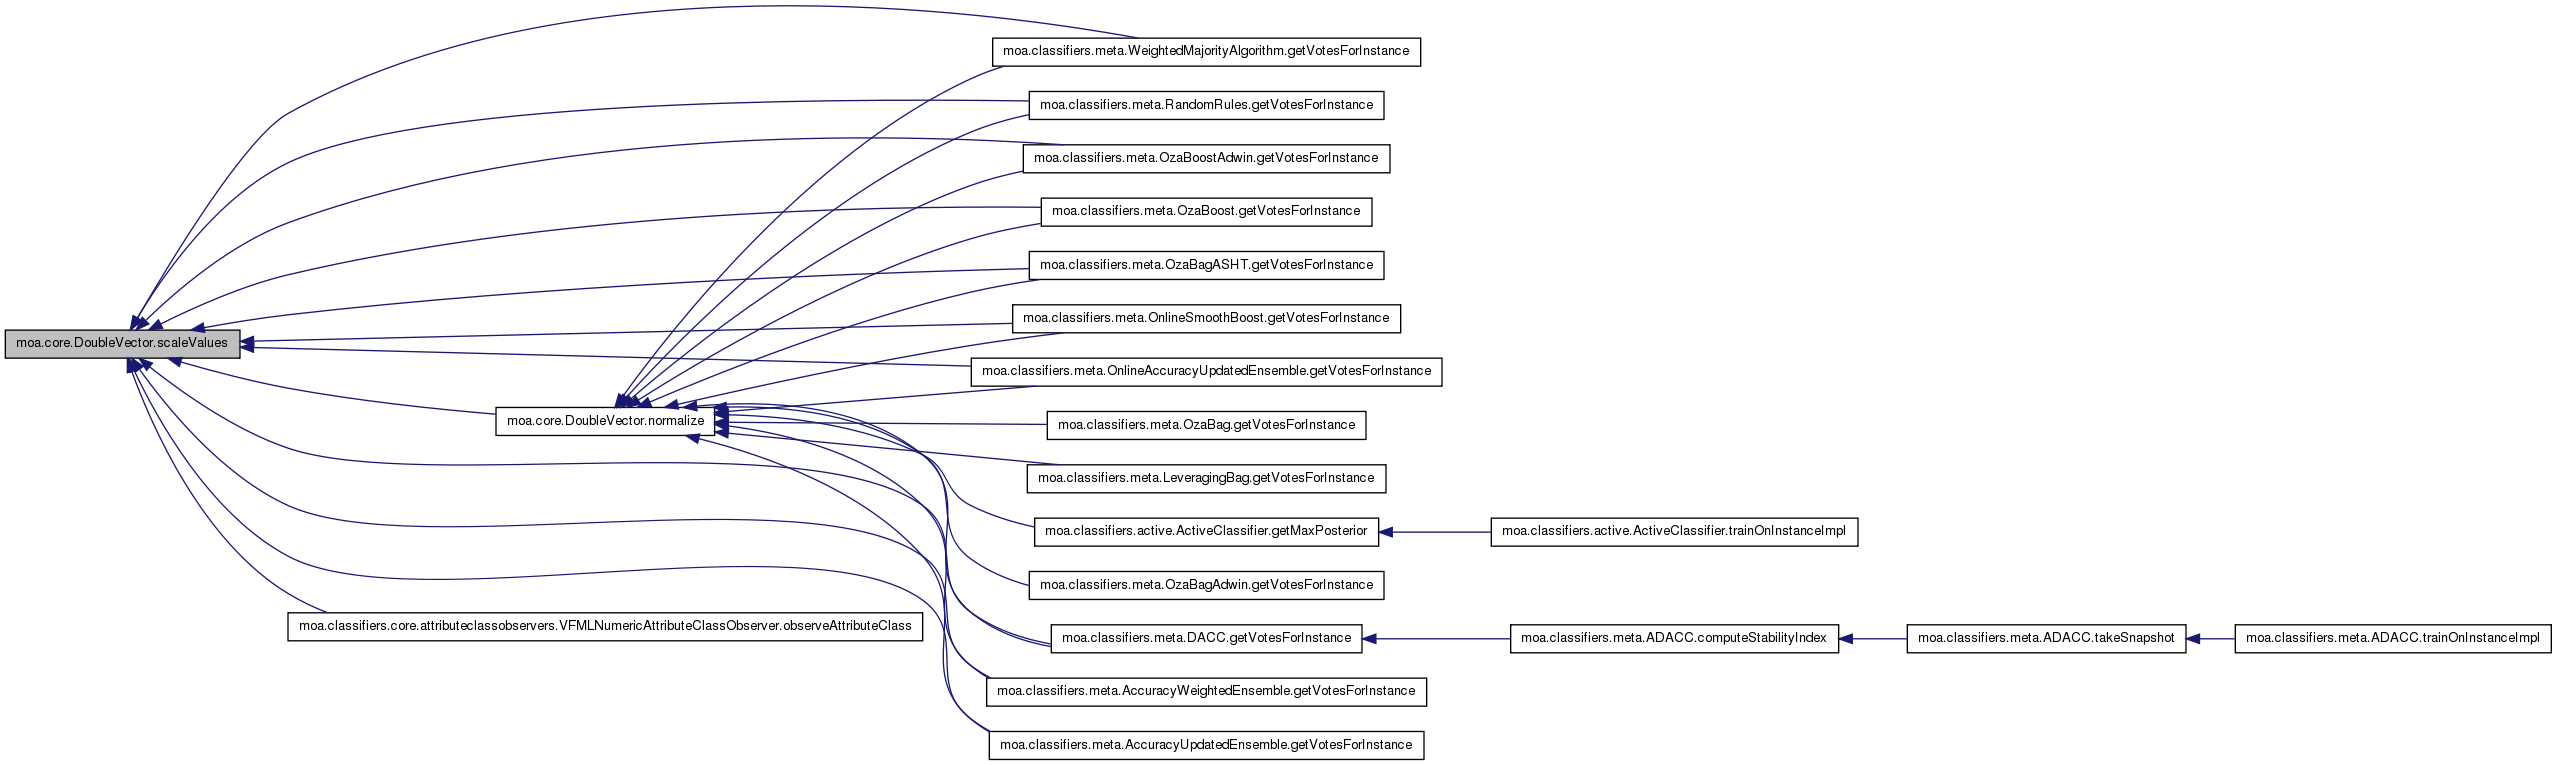 moa.classifiers.meta.WeightedMajorityAlgorithm.getVotesForInstance
moa.classifiers.meta.RandomRules.getVotesForInstance
moa.classifiers.meta.OzaBoostAdwin.getVotesForInstance
moa.classifiers.meta.OzaBoost.getVotesForInstance
moa.classifiers.meta.OzaBagASHT.getVotesForInstance
moa.classifiers.meta.OnlineSmoothBoost.getVotesForInstance
moa.core.DoubleVector.scaleValues
moa.classifiers.meta.OnlineAccuracyUpdatedEnsemble.getVotesForInstance
moa.core.DoubleVector.normalize
moa.classifiers.meta.OzaBag.getVotesForInstance
moa.classifiers.meta.LeveragingBag.getVotesForInstance
moa.classifiers.active.ActiveClassifier.getMaxPosterior
moa.classifiers.active.ActiveClassifier.trainOnInstanceImpl
moa.classifiers.meta.OzaBagAdwin.getVotesForInstance
moa.classifiers.core.attributeclassobservers.VFMLNumericAttributeClassObserver.observeAttributeClass
moa.classifiers.meta.DACC.getVotesForInstance
moa.classifiers.meta.ADACC.computeStabilityIndex
moa.classifiers.meta.ADACC.takeSnapshot
moa.classifiers.meta.ADACC.trainOnInstanceImpl
moa.classifiers.meta.AccuracyWeightedEnsemble.getVotesForInstance
moa.classifiers.meta.AccuracyUpdatedEnsemble.getVotesForInstance